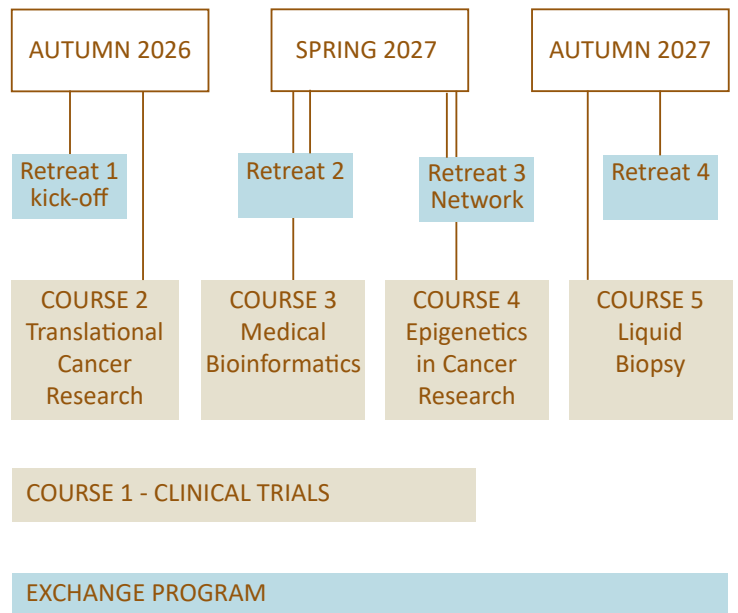 AUTUMN 2026
SPRING 2027
AUTUMN 2027
Retreat 1
kick-off
Retreat 2
Retreat 3
Network
Retreat 4
COURSE 2
Translational
Cancer
Research
COURSE 3
Medical
Bioinformatics
COURSE 4
Epigenetics
in Cancer
Research
COURSE 5
Liquid
Biopsy
COURSE 1 - CLINICAL TRIALS
EXCHANGE PROGRAM